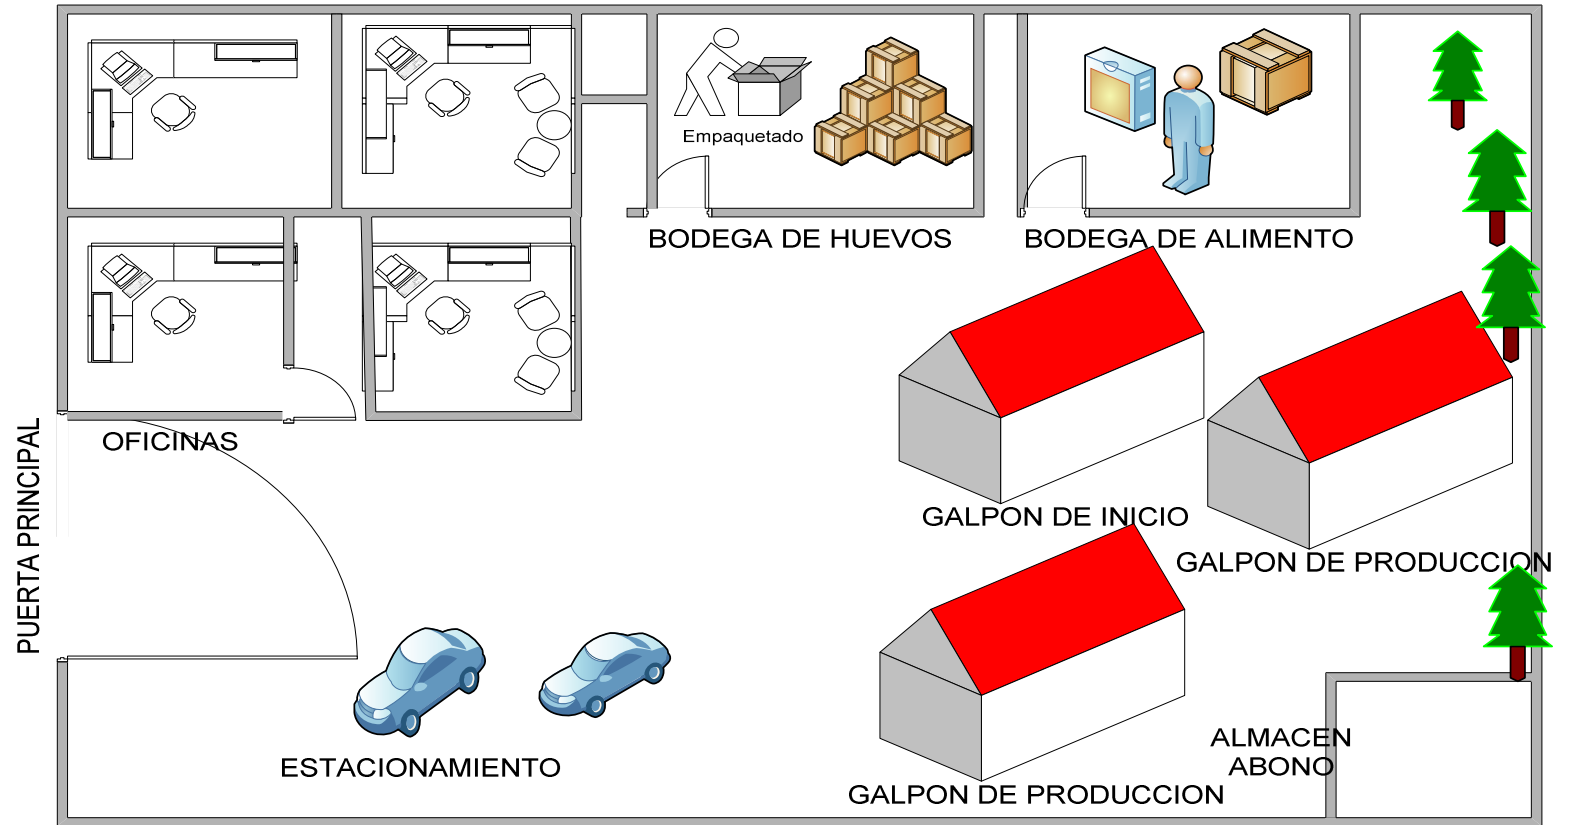 Empaquetado
BODEGA DE HUEVOS
BODEGA DE ALIMENTO
OFICINAS
PUERTA PRINCIPAL
GALPON DE INICIO
GALPON DE PRODUCCION
ESTACIONAMIENTO
GALPON DE PRODUCCION
ALMACEN
ABONO